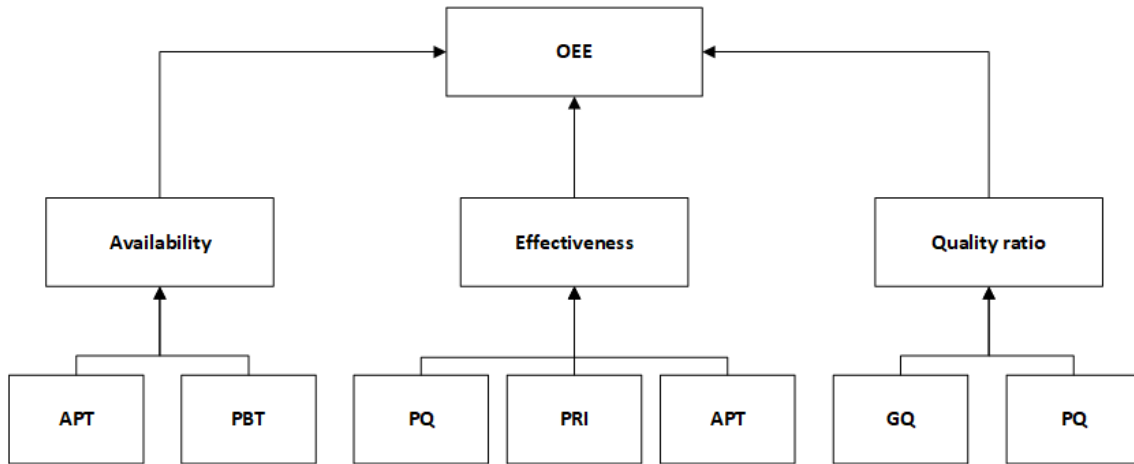 OEE
Availability
Effectiveness
Quality ratio
APT
PBT
PQ
PRI
APT
GQ
PQ